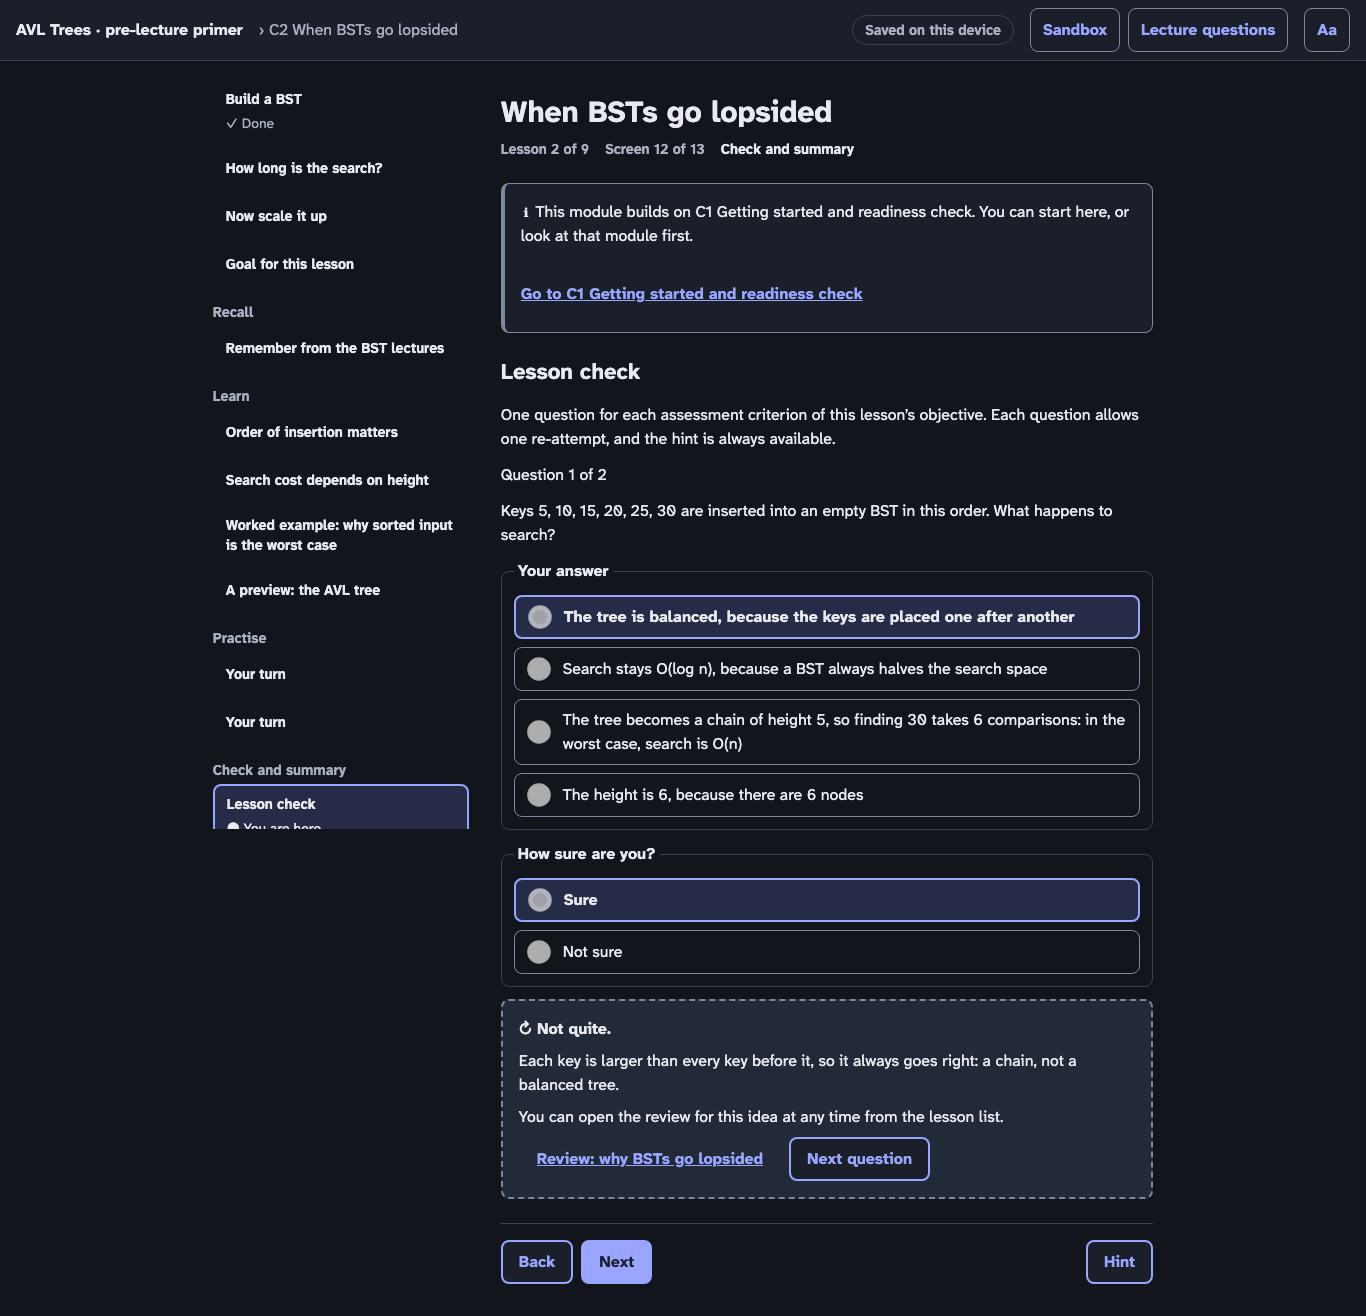 AVL Trees · pre-lecture primer › C2 When BSTs go lopsided
Saved on this device
Sandbox
Lecture questions
Aa
Build a BST
✓ Done
How long is the search?
Now scale it up
Goal for this lesson
Recall
Remember from the BST lectures
Learn
Order of insertion matters
Search cost depends on height
Worked example: why sorted input
is the worst case
A preview: the AVL tree
Practise
Your turn
Your turn
Check and summary
Lesson check
You are here
When BSTs go lopsided
Lesson 2 of 9 Screen 12 of 13 Check and summary
ℹ This module builds on C1 Getting started and readiness check. You can start here, or
look at that module first.
Go to C1 Getting started and readiness check
Lesson check
One question for each assessment criterion of this lesson's objective. Each question allows
one re-attempt, and the hint is always available.
Question 1 of 2
Keys 5, 10, 15, 20, 25, 30 are inserted into an empty BST in this order. What happens to
search?
Your answer
The tree is balanced, because the keys are placed one after another
Search stays O(log n), because a BST always halves the search space
The tree becomes a chain of height 5, so finding 30 takes 6 comparisons: in the
worst case, search is O(n)
The height is 6, because there are 6 nodes
How sure are you?
Sure
Not sure
↻ Not quite.
Each key is larger than every key before it, so it always goes right: a chain, not a
balanced tree.
You can open the review for this idea at any time from the lesson list.
Review: why BSTs go lopsided
Next question
Back
Next
Hint